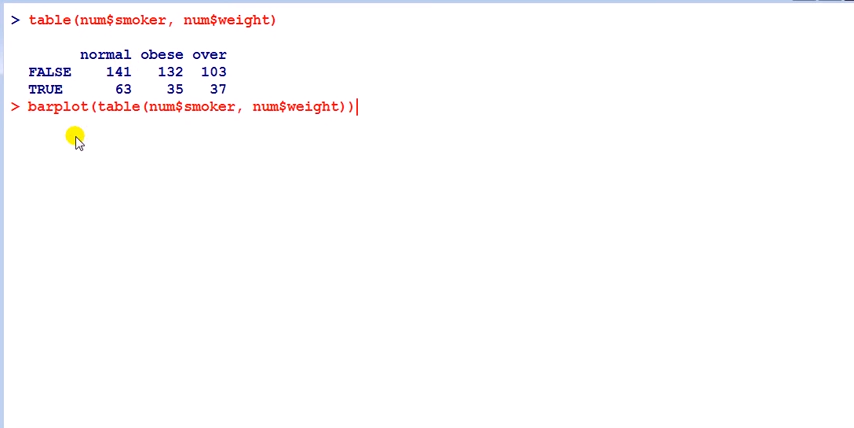 > table(num$smoker, num$weight)
normal obese over
FALSE 141 132 103
TRUE 63 35 37
> barplot(table(num$smoker, num$weight))